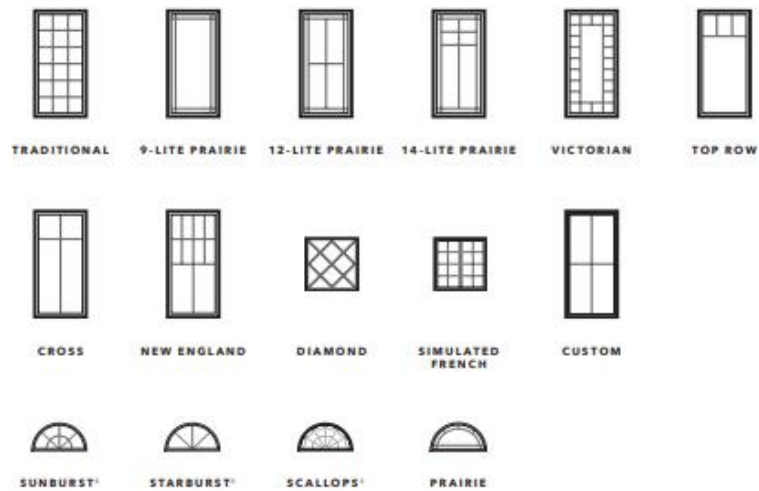 TRADITIONAL 9-LITE PRAIRIE 12-LITE PRAIRIE 14-LITE PRAIRIE VICTORIAN TOP ROW
CROSS NEW ENGLAND DIAMOND SIMULATED FRENCH CUSTOM
SUNBURST STARBURST SCALLOPS PRAIRIE